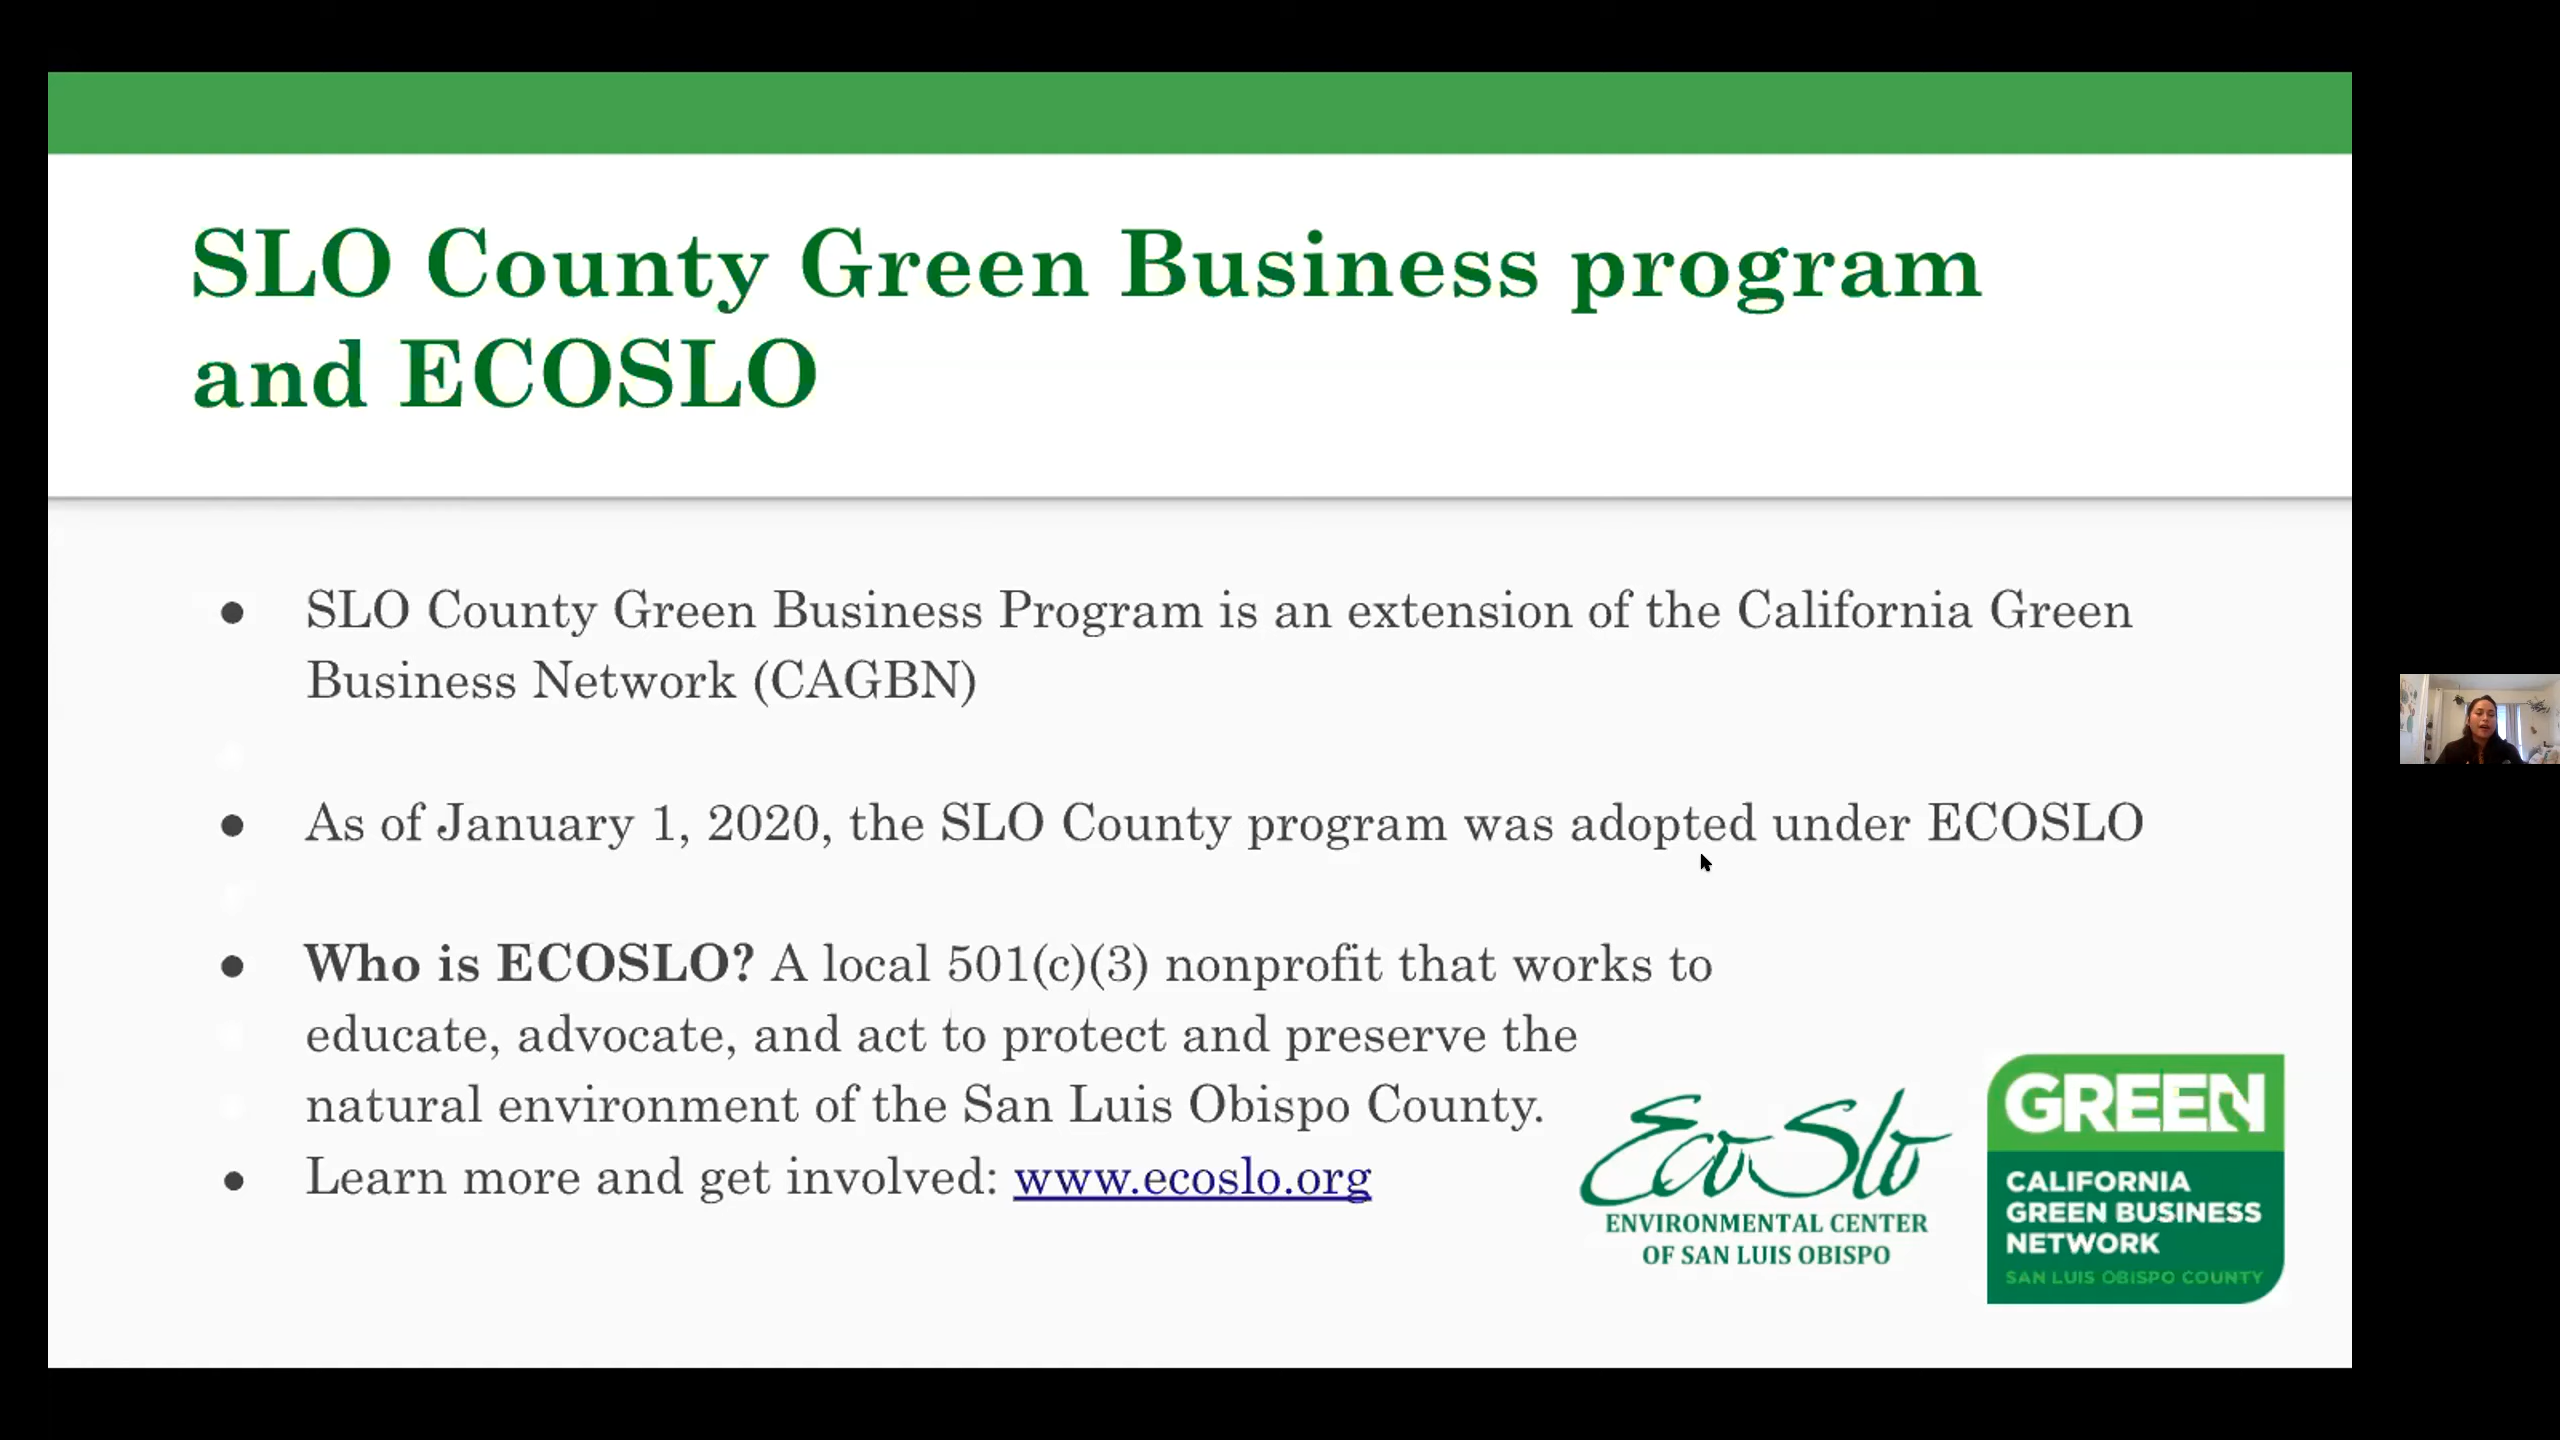 SLO County Green Business program
and ECOSLO
● SLO County Green Business Program is an extension of the California Green
Business Network (CAGBN)
● As of January 1, 2020, the SLO County program was adopted under ECOSLO
● Who is ECOSLO? A local 501(c)(3) nonprofit that works to
educate, advocate, and act to protect and preserve the
natural environment of the San Luis Obispo County.
● Learn more and get involved: www.ecoslo.org
EcoSlo
ENVIRONMENTAL CENTER
OF SAN LUIS OBISPO
GREEN
CALIFORNIA
GREEN BUSINESS
NETWORK
SAN LUIS OBISPO COUNTY